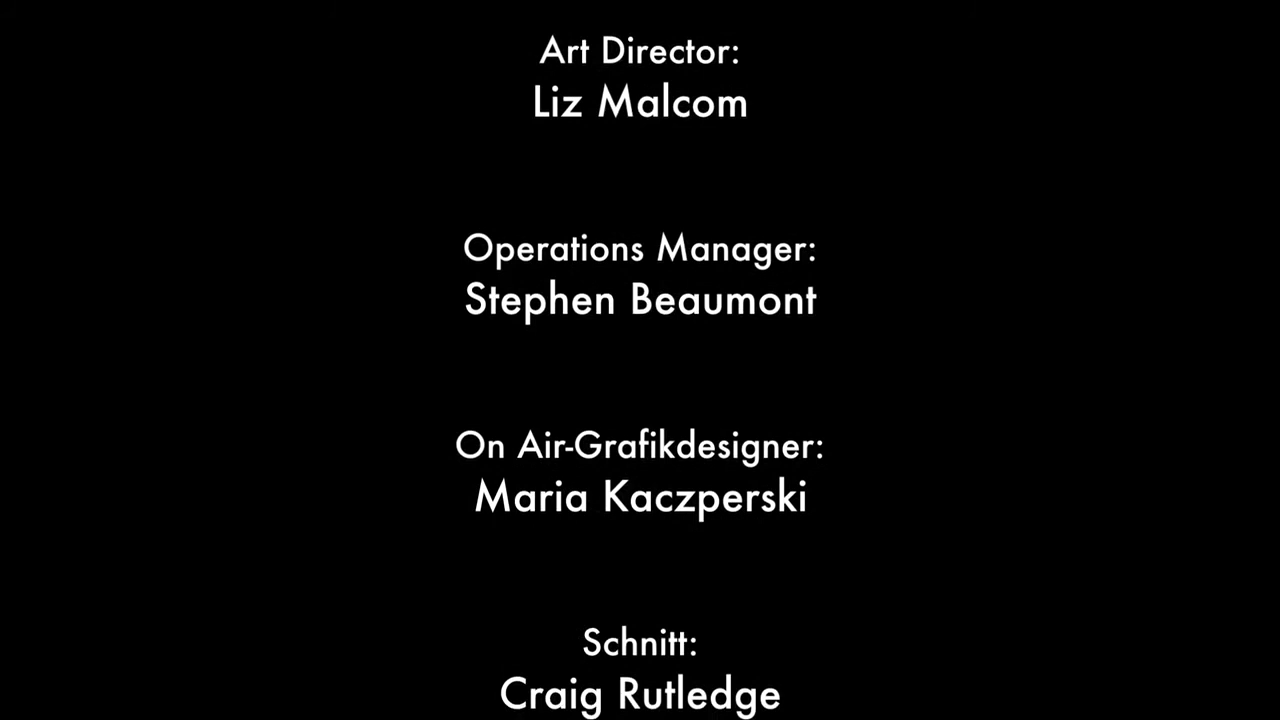 Art Director:
Liz Malcom
Operations Manager:
Stephen Beaumont
On Air-Grafikdesigner:
Maria Kaczperski
Schnitt:
Craig Rutledge